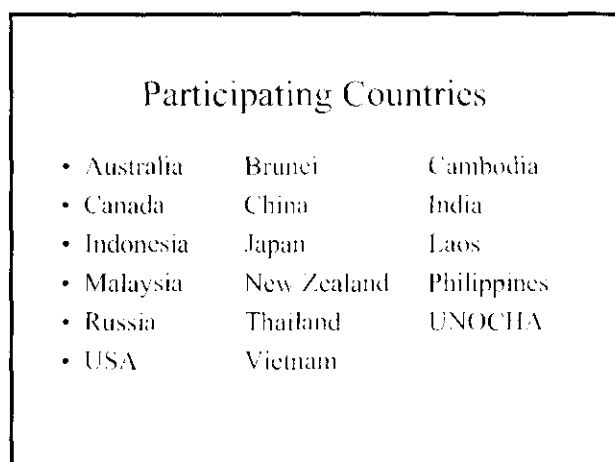 Participating Countries
• Australia Brunei Cambodia
• Canada China India
• Indonesia Japan Laos
• Malaysia New Zealand Philippines
• Russia Thailand UNOCHA
• USA Vietnam